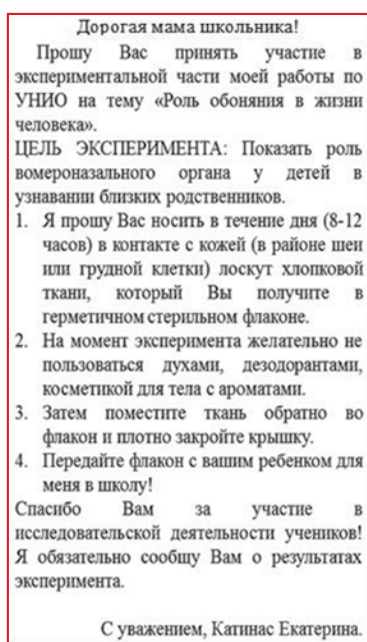 Дорогая мама школьника!
Прошу Вас принять участие в
экспериментальной части моей работы по
УНИО на тему «Роль обоняния в жизни
человека».
ЦЕЛЬ ЭКСПЕРИМЕНТА: Показать роль
вомероназального органа у детей в
узнавании близких родственников.
1. Я прошу Вас носить в течение дня (8-12
часов) в контакте с кожей (в районе шеи
или грудной клетки) лоскут хлопковой
ткани, который Вы получите в
герметичном стерильном флаконе.
2. На момент эксперимента желательно не
пользоваться духами, дезодорантами,
косметикой для тела с ароматами.
3. Затем поместите ткань обратно во
флакон и плотно закройте крышку.
4. Передайте флакон с вашим ребенком для
меня в школу!
Спасибо Вам за участие в
исследовательской деятельности учеников!
Я обязательно сообщу Вам о результатах
эксперимента.
С уважением, Катинас Екатерина.